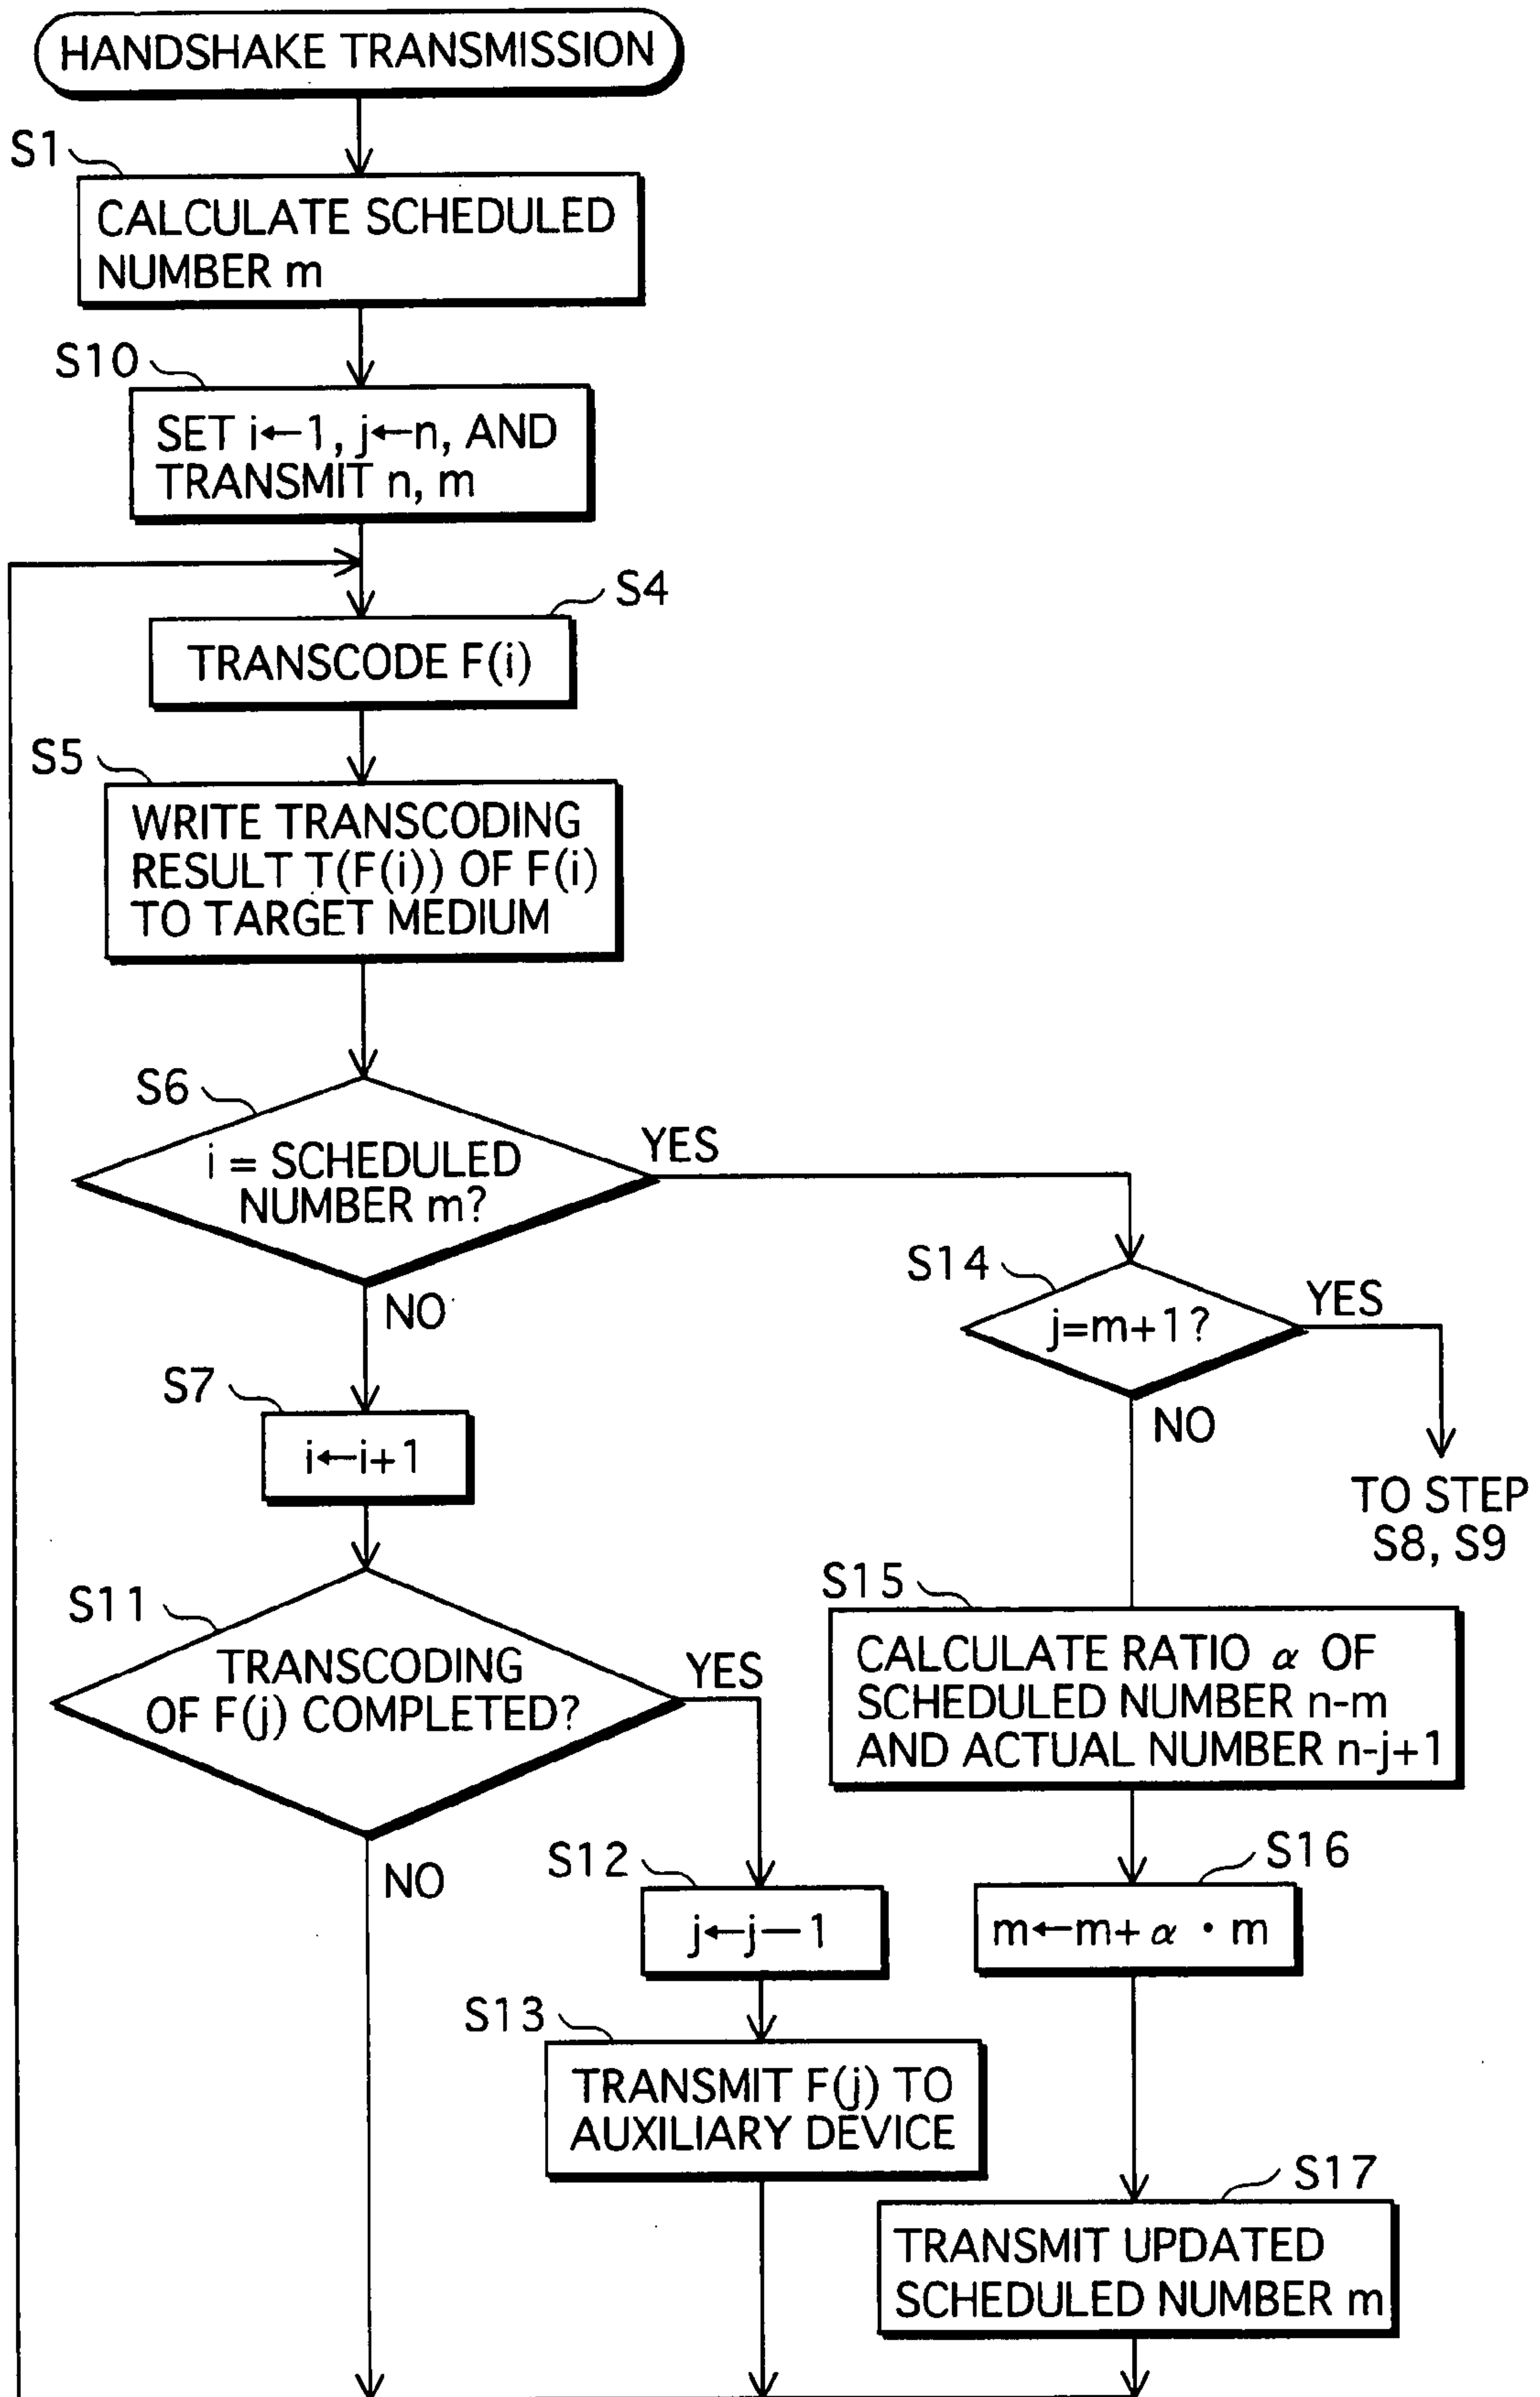 HANDSHAKE TRANSMISSION
S1
CALCULATE SCHEDULED
NUMBER m
S10
SET i←1, j←n, AND
TRANSMIT n, m
S4
TRANSCODE F(i)
S5
WRITE TRANSCODING
RESULT T(F(i)) OF F(i)
TO TARGET MEDIUM
S6
i = SCHEDULED
NUMBER m?
YES
NO
S14
j=m+1?
YES
NO
TO STEP
S8, S9
S7
i←i+1
S11
TRANSCODING
OF F(j) COMPLETED?
YES
NO
S15
CALCULATE RATIO α OF
SCHEDULED NUMBER n-m
AND ACTUAL NUMBER n-j+1
S12
j←j−1
S16
m←m+α・m
S13
TRANSMIT F(j) TO
AUXILIARY DEVICE
S17
TRANSMIT UPDATED
SCHEDULED NUMBER m